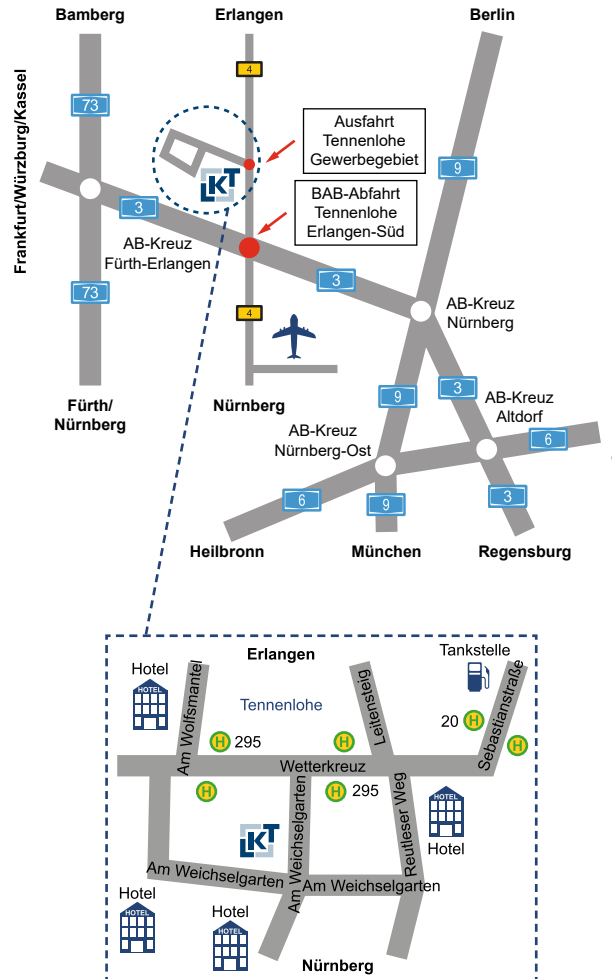 Bamberg
Erlangen
Berlin
4
73
Frankfurt/Würzburg/Kassel
Ausfahrt
Tennenlohe
Gewerbegebiet
9
LKT
BAB-Abfahrt
Tennenlohe
Erlangen-Süd
3
AB-Kreuz
Fürth-Erlangen
3
73
4
AB-Kreuz
Nürnberg
Fürth/
Nürnberg
Nürnberg
9
3
AB-Kreuz
Altdorf
AB-Kreuz
Nürnberg-Ost
6
6
9
3
Heilbronn
München
Regensburg
Erlangen
Tankstelle
Hotel
HOTEL
Am Wolfsmantel
Tennenlohe
Leitensteig
20 H
Sebastianstraße
H
H 295
H
Wetterkreuz
H
H 295
Am Weichselgarten
Reutleser Weg
HOTEL
Hotel
LKT
Am Weichselgarten
Am Weichselgarten
Hotel
HOTEL
Hotel
HOTEL
Nürnberg